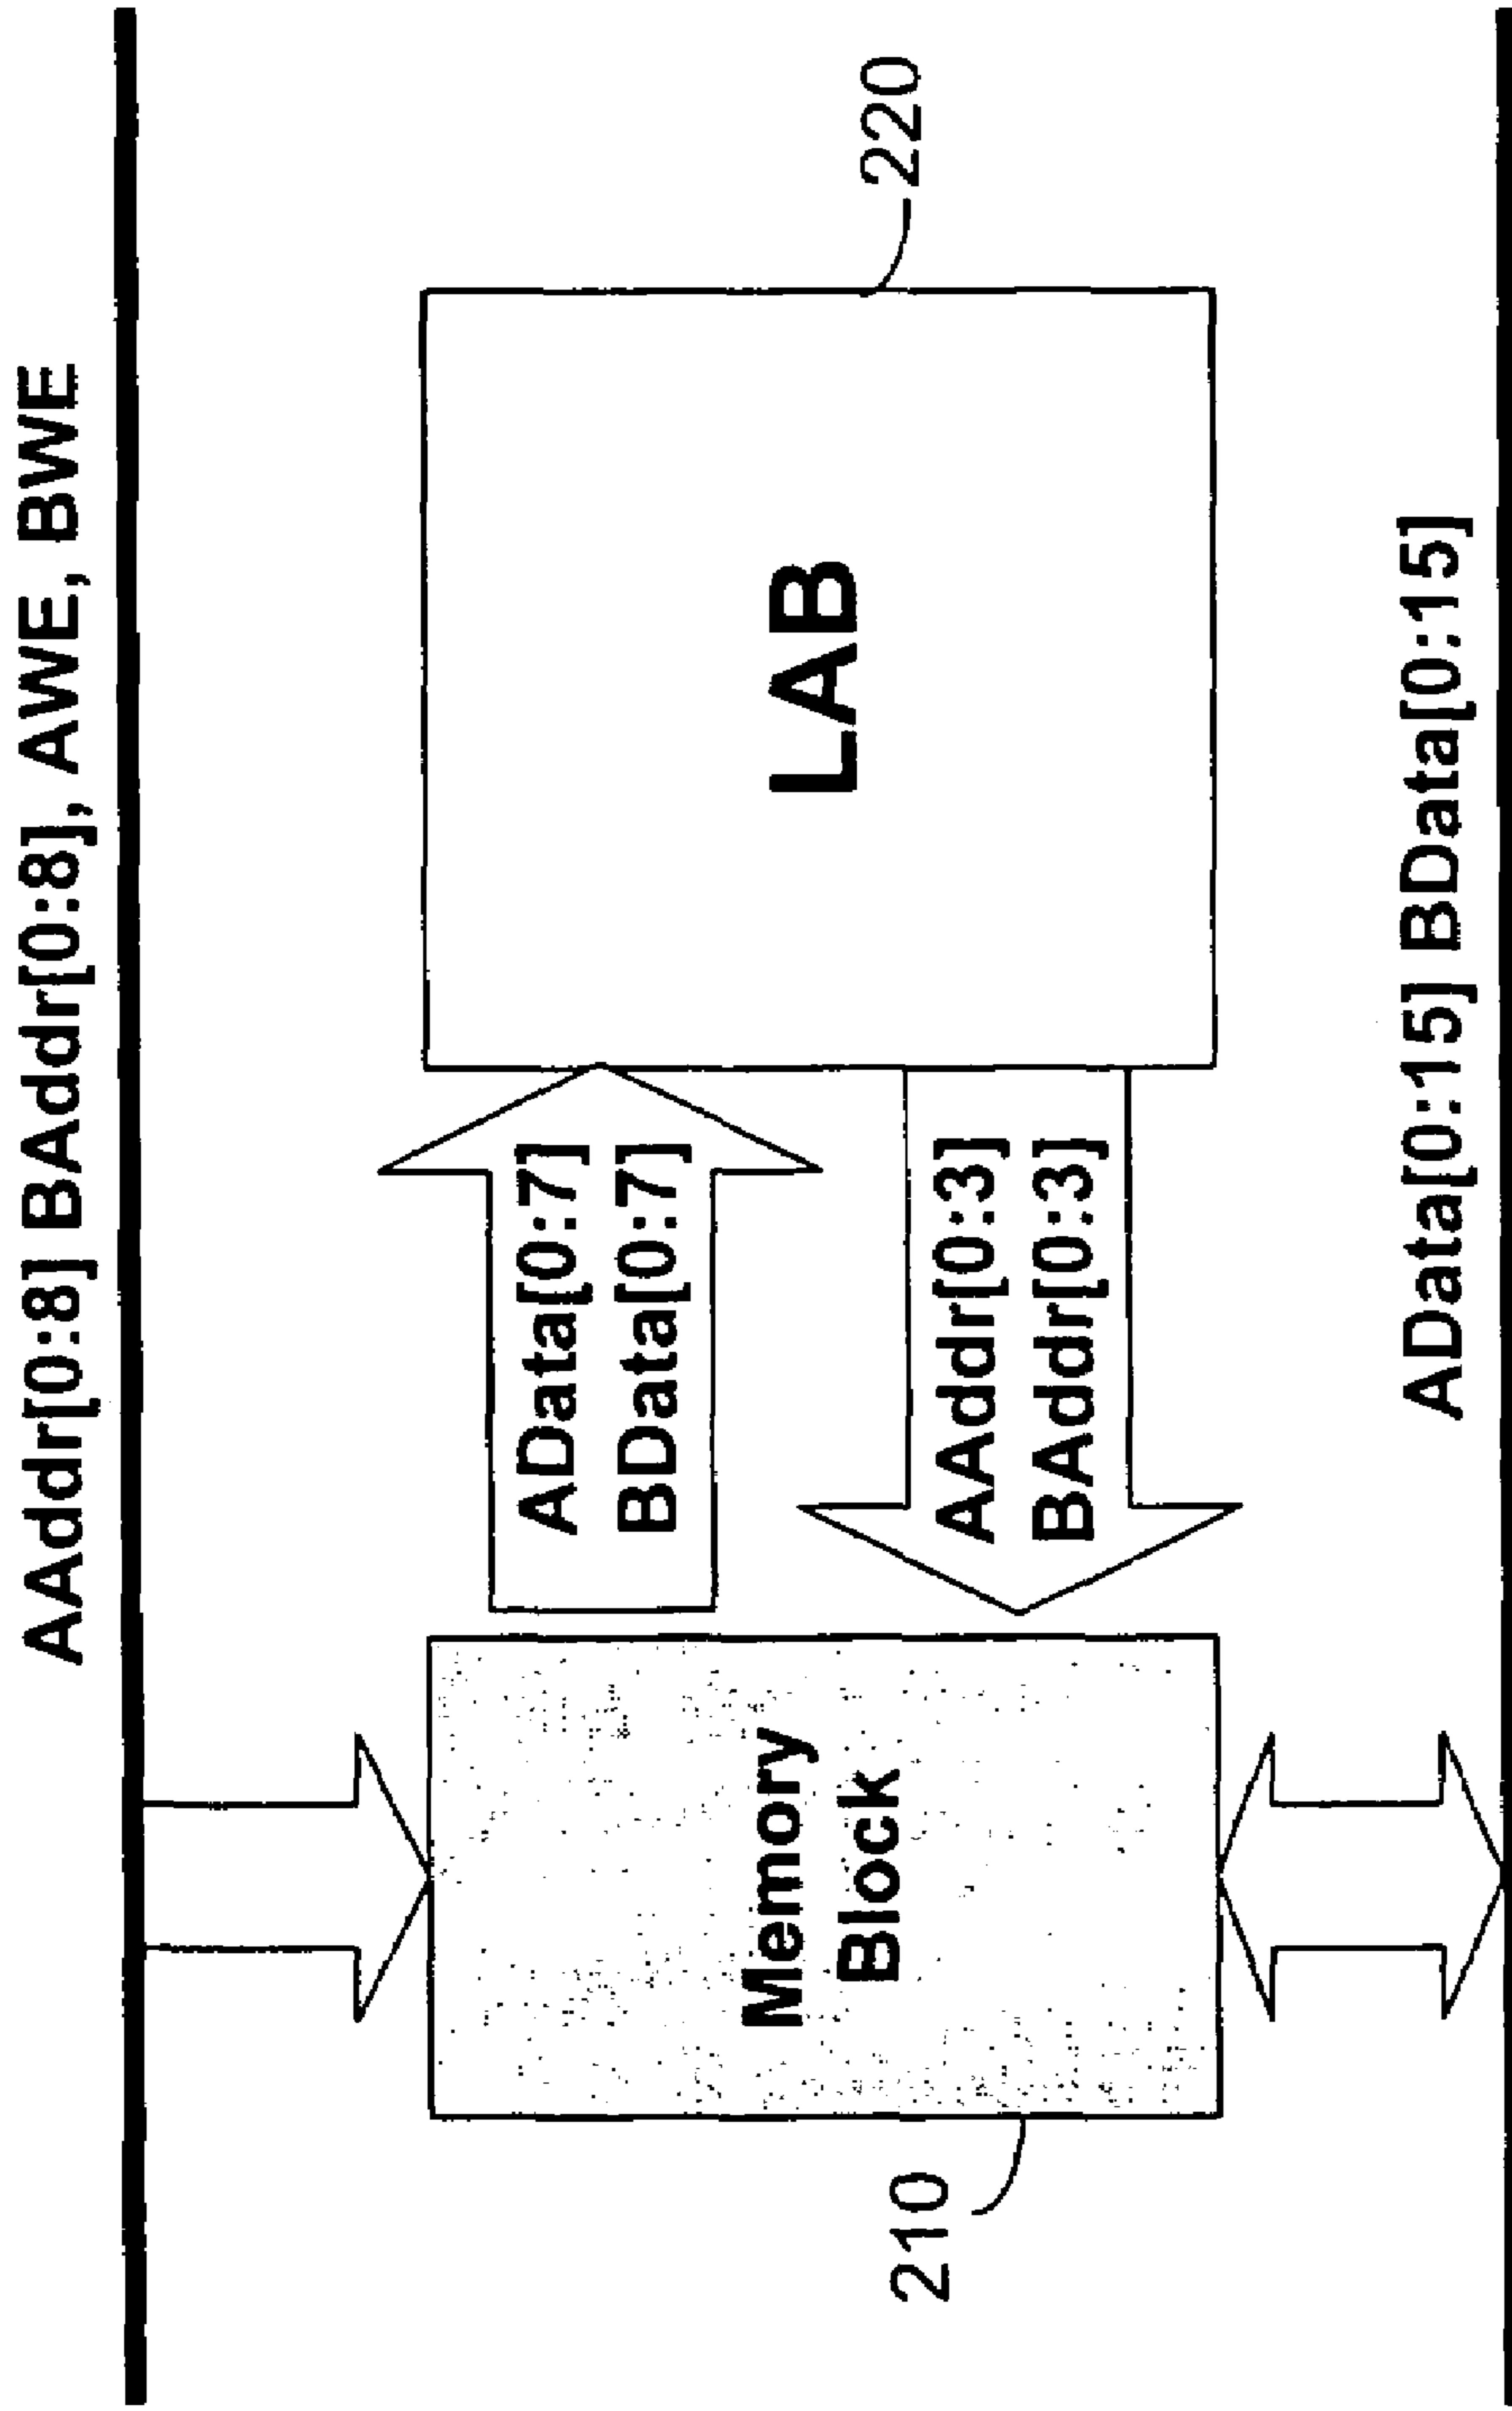 AAddr[0:8] BAddr[0:8], AWE, BWE
220
LAB
ADat​a[0:7]
BData[0:7]
AAddr[0:3]
BAddr[0:3]
Memory
Block
210
AData[0:15] BData[0:15]